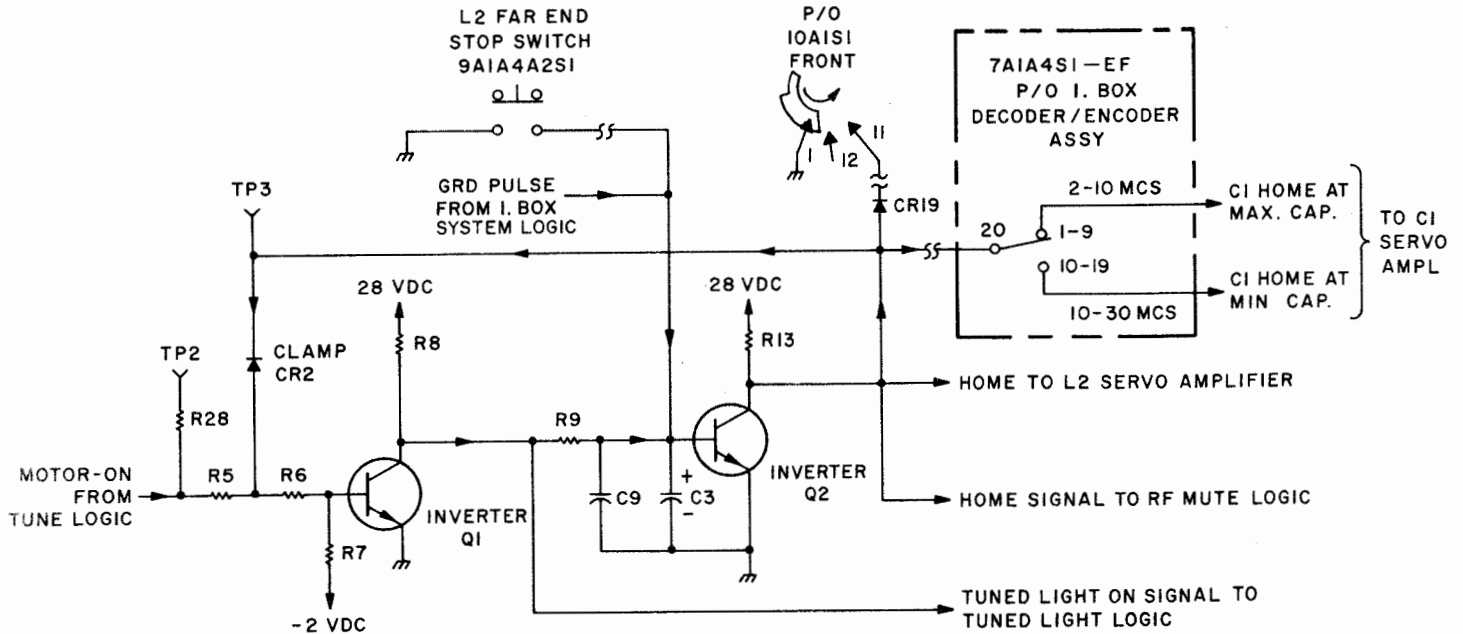 L2 FAR END
STOP SWITCH
9A1A4A2S1
P/O
10A1S1
FRONT
1
12
11
7A1A4S1—EF
P/O I. BOX
DECODER/ENCODER
ASSY
2-10 MCS
20
1-9
10-19
10-30 MCS
C1 HOME AT
MAX. CAP.
C1 HOME AT
MIN CAP.
TO C1
SERVO
AMPL
GRD PULSE
FROM I. BOX
SYSTEM LOGIC
TP3
CR19
28 VDC
R8
28 VDC
R13
CLAMP
CR2
TP2
R28
HOME TO L2 SERVO AMPLIFIER
MOTOR-ON
FROM
TUNE LOGIC
R5
R6
R7
-2 VDC
INVERTER
Q1
R9
C9
+
C3
-
INVERTER
Q2
HOME SIGNAL TO RF MUTE LOGIC
TUNED LIGHT ON SIGNAL TO
TUNED LIGHT LOGIC